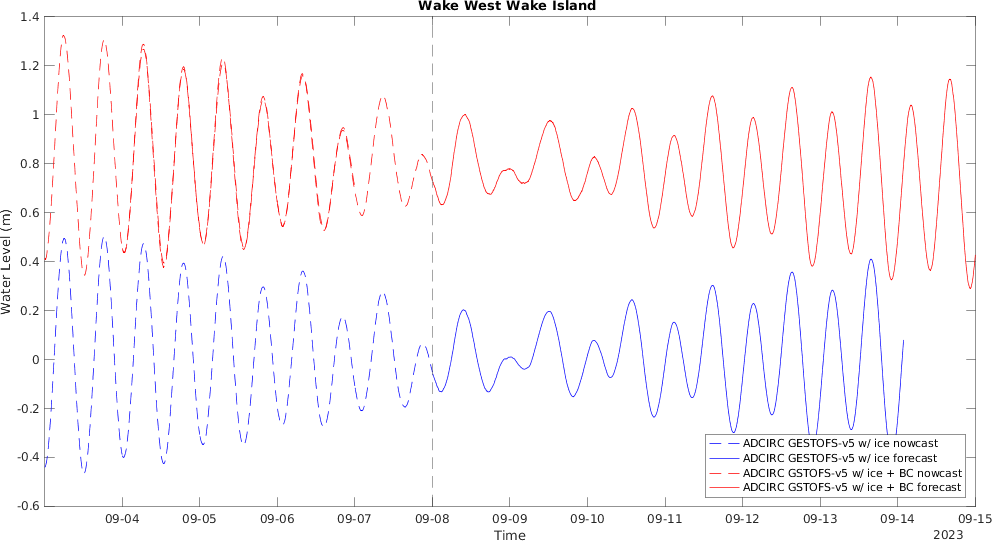 Wake West Wake Island
1.4
1.2
1
0.8
0.6
0.4
0.2
0
-0.2
-0.4
-0.6
Water Level (m)
ADCIRC GESTOFS-v5 w/ ice nowcast
ADCIRC GESTOFS-v5 w/ ice forecast
ADCIRC GSTOFS-v5 w/ ice + BC nowcast
ADCIRC GSTOFS-v5 w/ ice + BC forecast
09-04 09-05 09-06 09-07 09-08 09-09 09-10 09-11 09-12 09-13 09-14 09-15
Time
2023